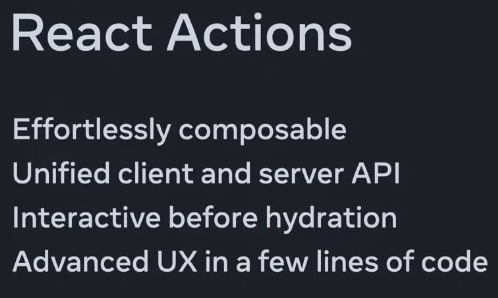 React Actions
Effortlessly composable
Unified client and server API
Interactive before hydration
Advanced UX in a few lines of code